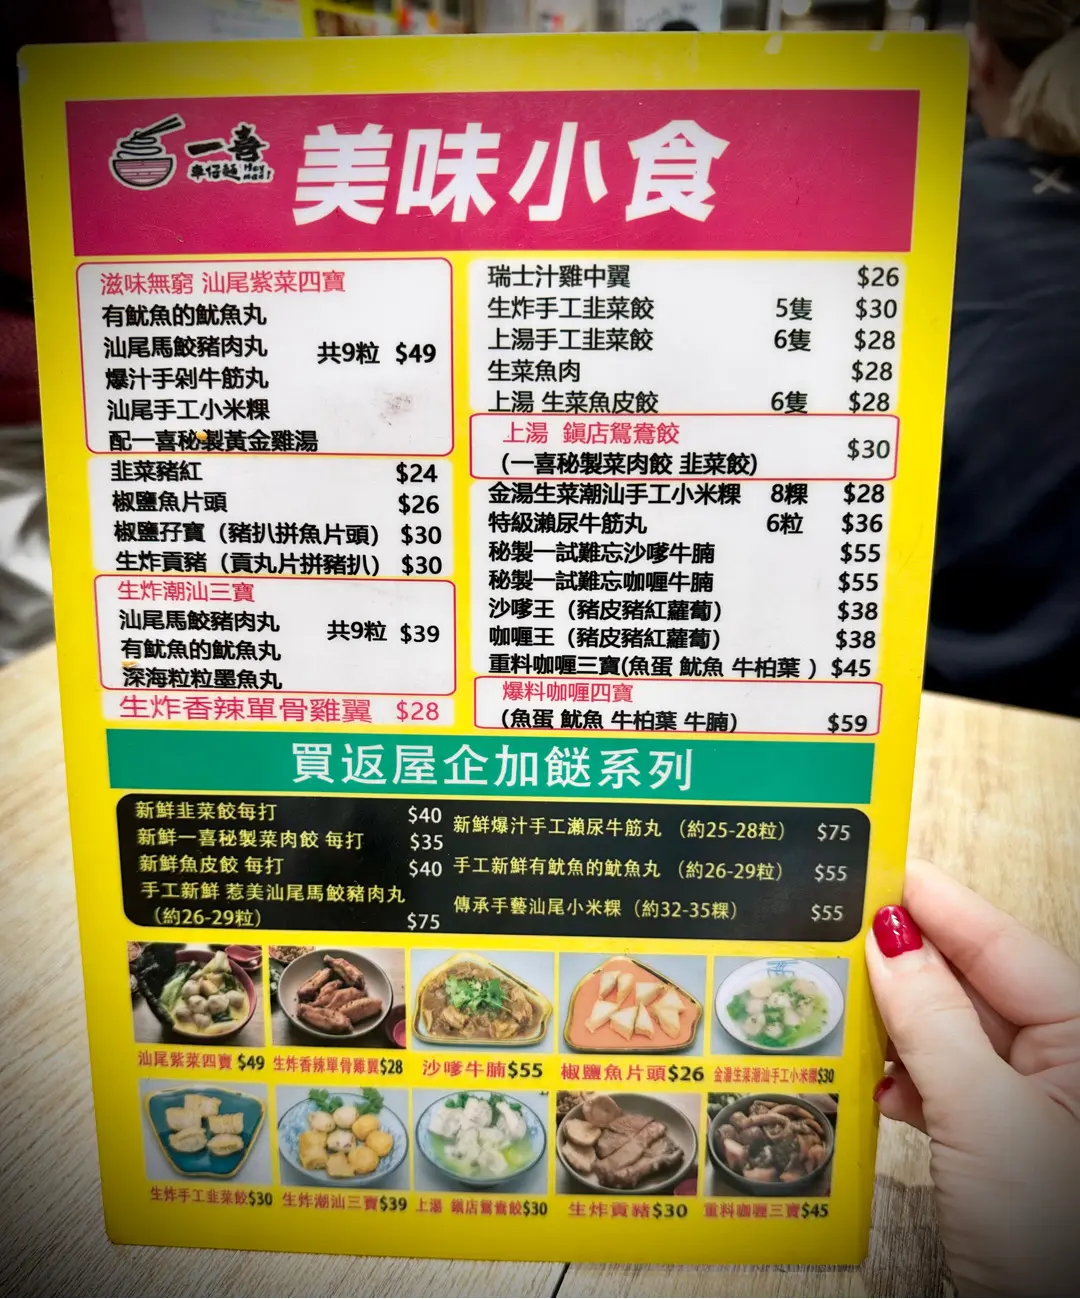 一喜
車仔麵 Hey man!
美味小食
滋味無窮 汕尾紫菜四寶
有魷魚的魷魚丸
汕尾馬鮫豬肉丸 共9粒 $49
爆汁手剁牛筋丸
汕尾手工小米粿
配一喜秘製黃金雞湯
韭菜豬紅 $24
椒鹽魚片頭 $26
椒鹽孖寶（豬扒拼魚片頭） $30
生炸貢豬（貢丸片拼豬扒） $30
生炸潮汕三寶
汕尾馬鮫豬肉丸 共9粒 $39
有魷魚的魷魚丸
深海粒粒墨魚丸
生炸香辣單骨雞翼 $28
瑞士汁雞中翼 $26
生炸手工韭菜餃 5隻 $30
上湯手工韭菜餃 6隻 $28
生菜魚肉 $28
上湯 生菜魚皮餃 6隻 $28
上湯 鎮店鴛鴦餃 $30
(一喜秘製菜肉餃 韭菜餃)
金湯生菜潮汕手工小米粿 8粿 $28
特級瀨尿牛筋丸 6粒 $36
秘製一試難忘沙嗲牛腩 $55
秘製一試難忘咖喱牛腩 $55
沙嗲王（豬皮豬紅蘿蔔） $38
咖喱王（豬皮豬紅蘿蔔） $38
重料咖喱三寶(魚蛋 魷魚 牛柏葉 ) $45
爆料咖喱四寶
(魚蛋 魷魚 牛柏葉 牛腩) $59
買返屋企加餸系列
新鮮韭菜餃每打 $40
新鮮一喜秘製菜肉餃 每打 $35
新鮮魚皮餃 每打 $40
手工新鮮 惹美汕尾馬鮫豬肉丸
（約26-29粒） $75
新鮮爆汁手工瀨尿牛筋丸 （約25-28粒） $75
手工新鮮有魷魚的魷魚丸 （約26-29粒） $55
傳承手藝汕尾小米粿（約32-35粿） $55
汕尾紫菜四寶 $49 生炸香辣單骨雞翼$28 沙嗲牛腩$55 椒鹽魚片頭$26 金湯生菜潮汕手工小米粿$30
生炸手工韭菜餃$30 生炸潮汕三寶$39 上湯 鎮店鴛鴦餃$30 生炸貢豬$30 重料咖喱三寶$45